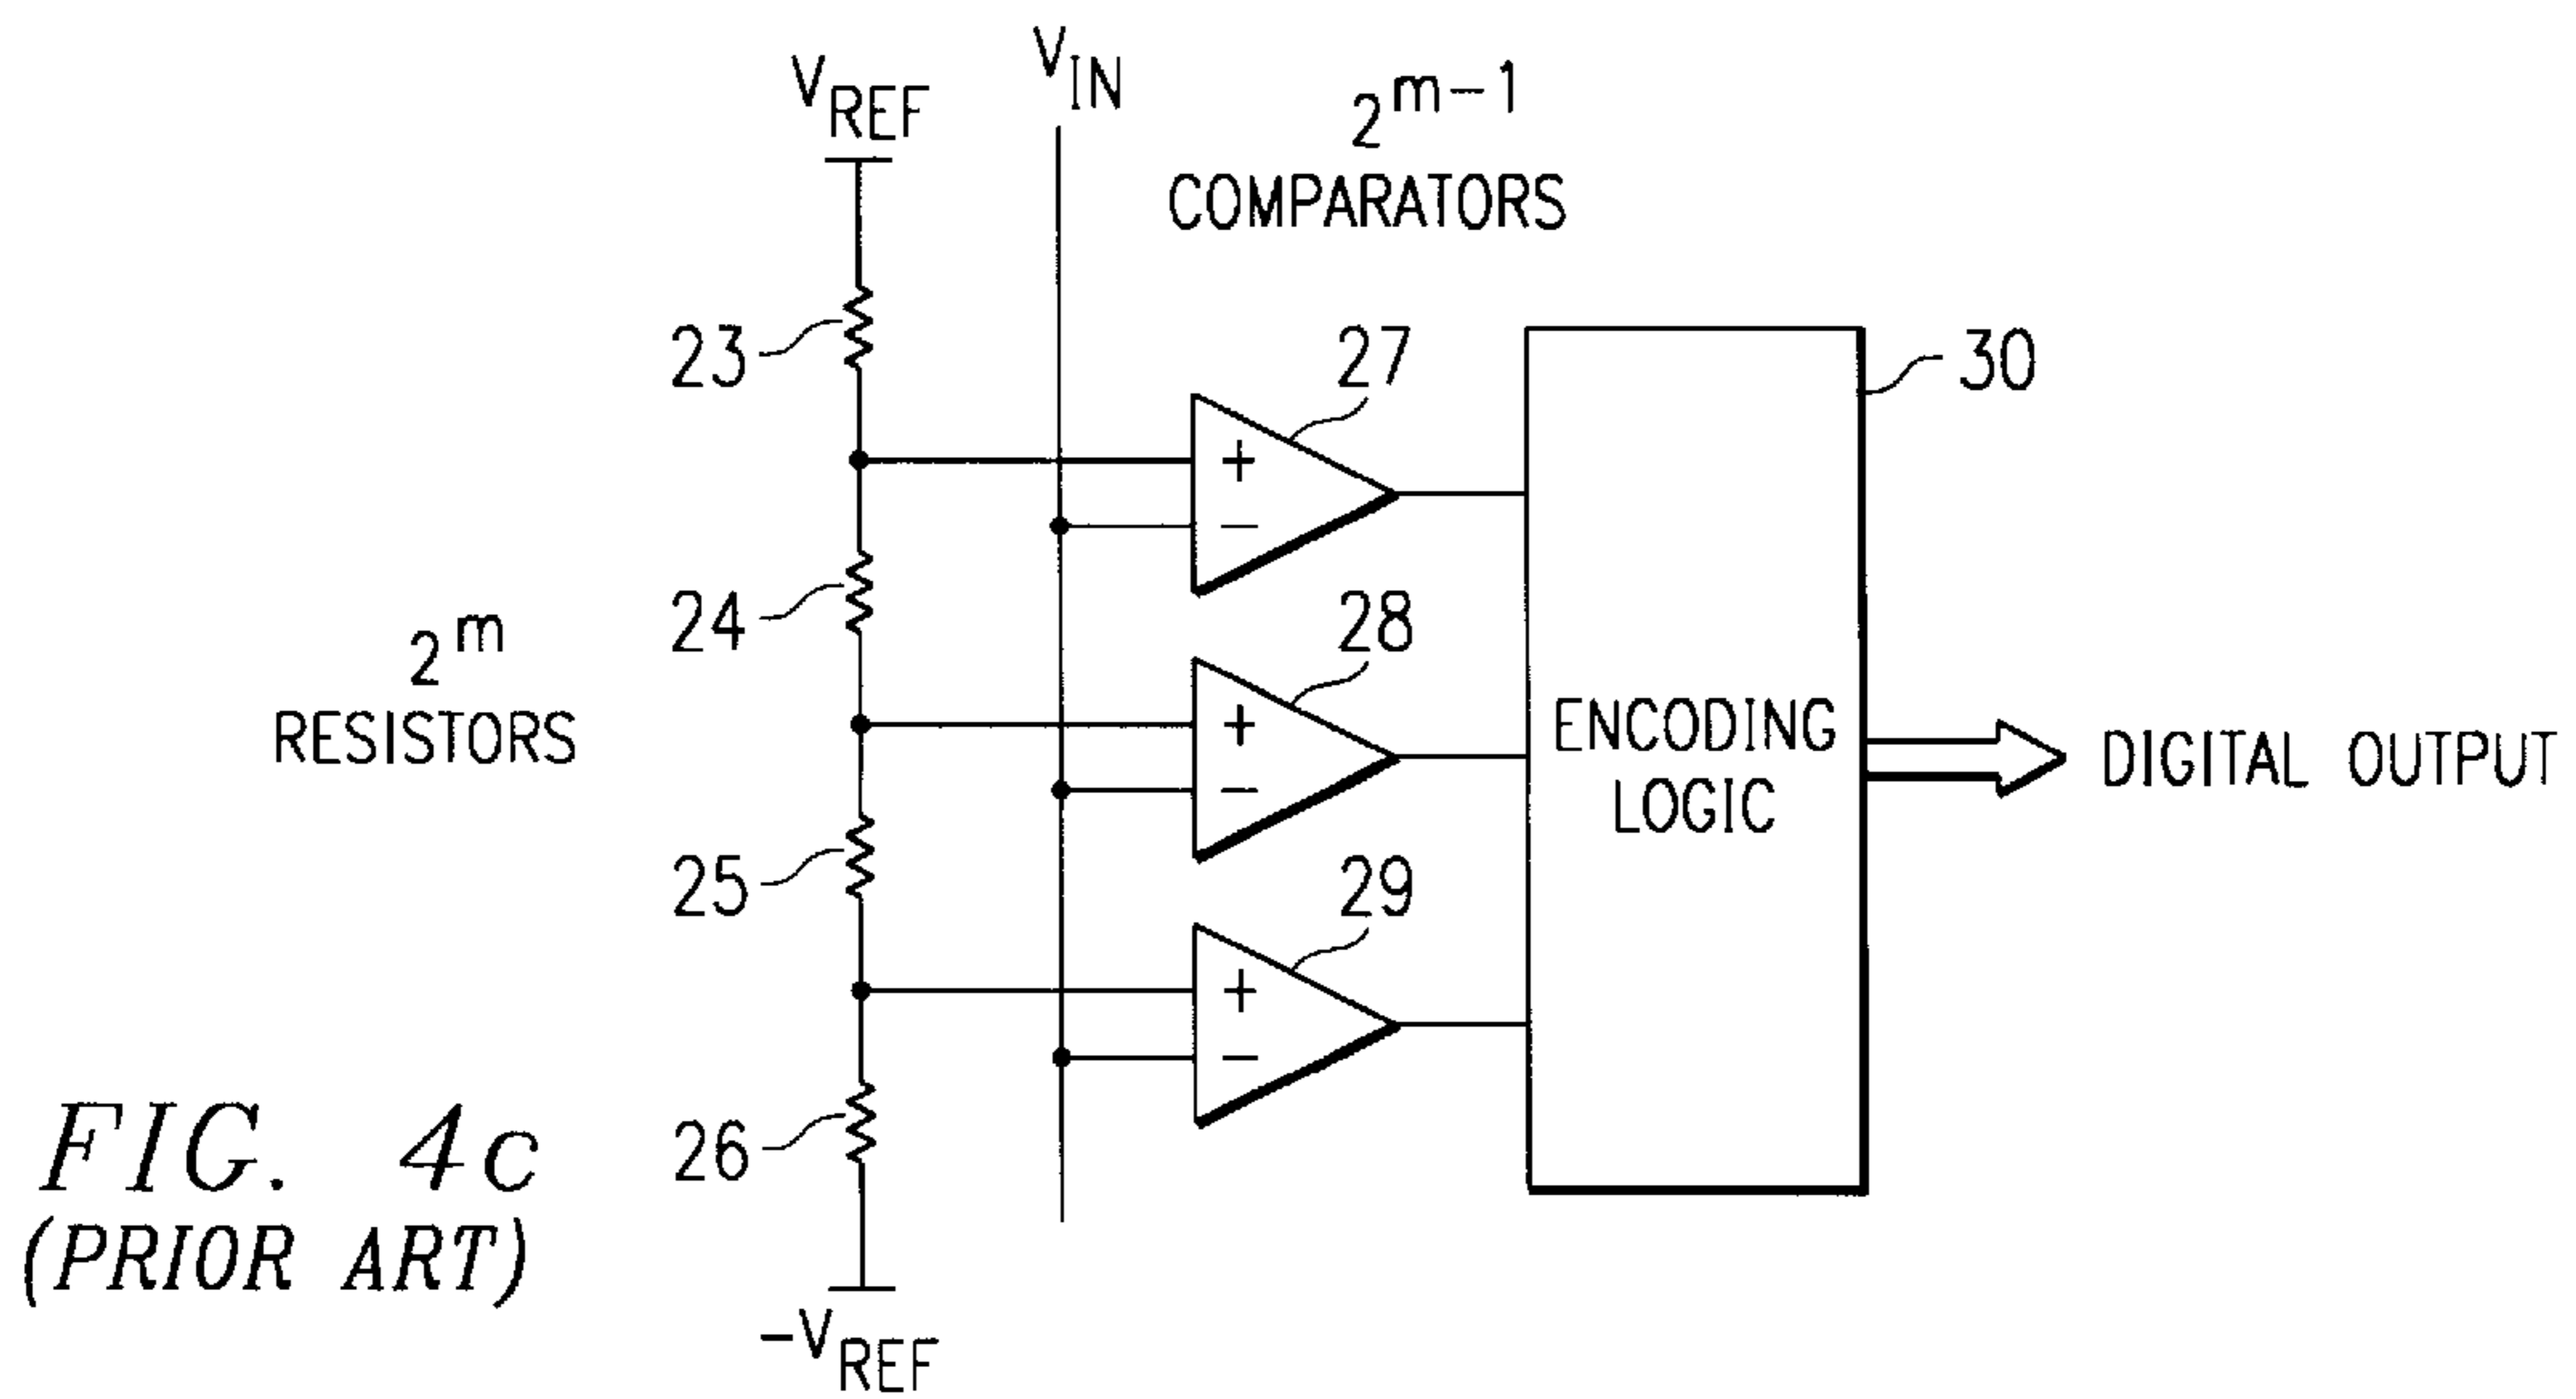 V_REF
V_IN
2^m-1
COMPARATORS
23
27
30
24
28
2^m
RESISTORS
ENCODING
LOGIC
DIGITAL OUTPUT
25
29
26
FIG. 4c
(PRIOR ART)
-V_REF